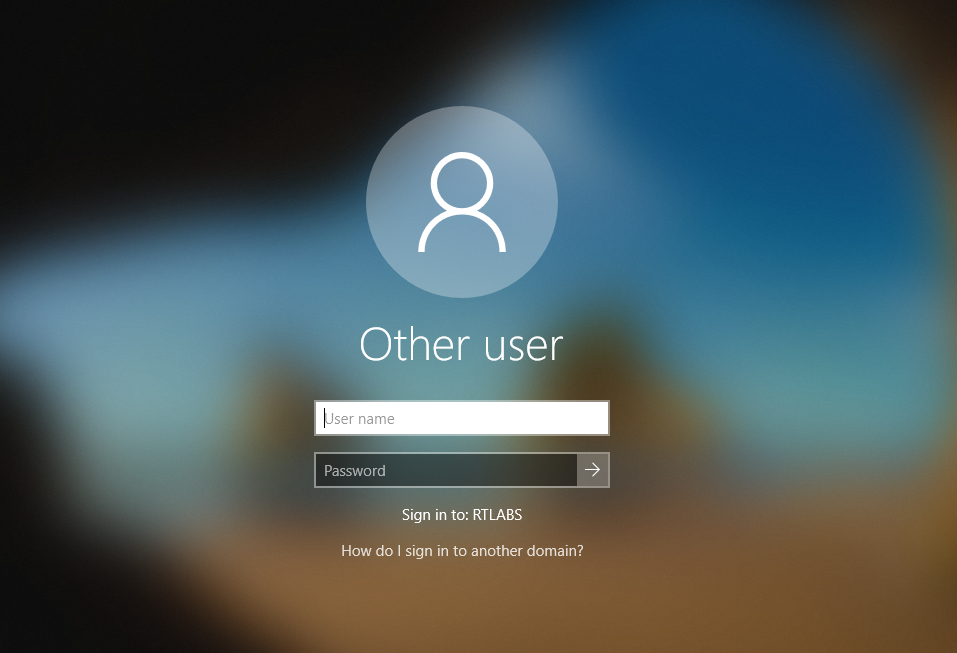 Other user
User name
Password
Sign in to: RTLABS
How do I sign in to another domain?